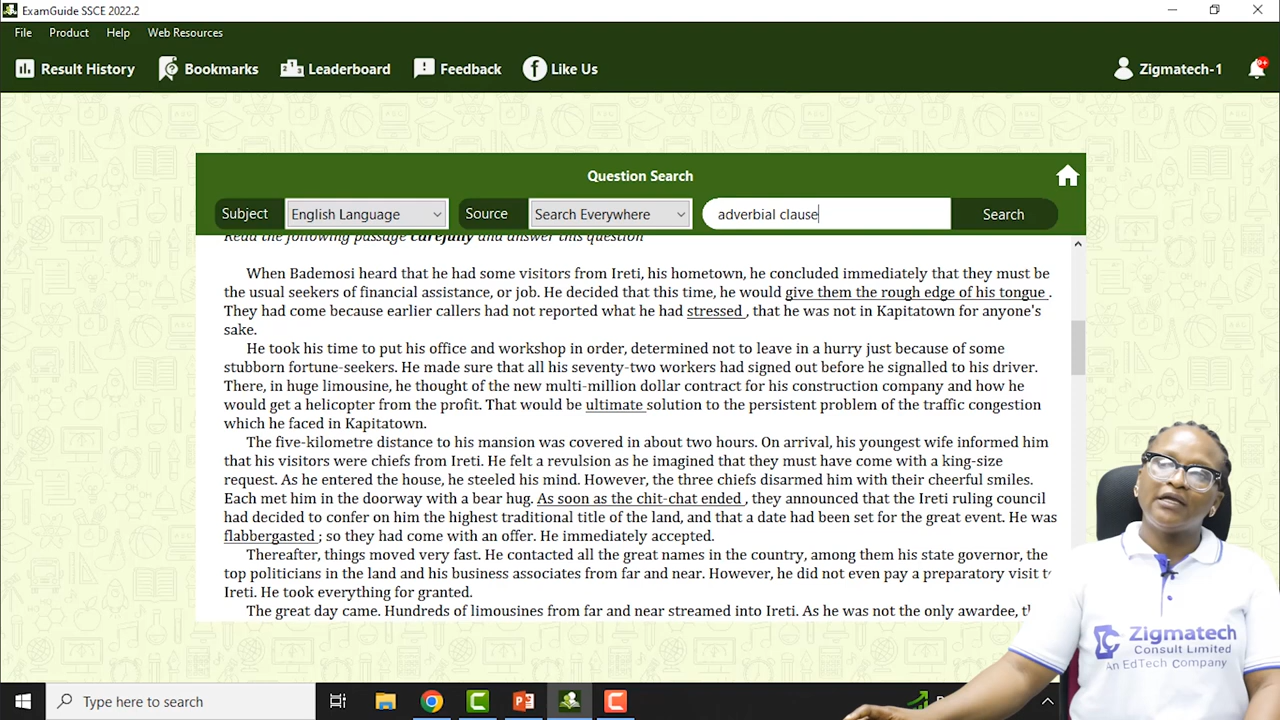 ExamGuide SSCE 2022.2
File Product Help Web Resources
Result History Bookmarks Leaderboard Feedback Like Us Zigmatech-1 9+
Question Search
Subject English Language Source Search Everywhere adverbial clause Search
Read the following passage carefully and answer this question
When Bademosi heard that he had some visitors from Ireti, his hometown, he concluded immediately that they must be
the usual seekers of financial assistance, or job. He decided that this time, he would give them the rough edge of his tongue .
They had come because earlier callers had not reported what he had stressed , that he was not in Kapitatown for anyone's
sake.
He took his time to put his office and workshop in order, determined not to leave in a hurry just because of some
stubborn fortune-seekers. He made sure that all his seventy-two workers had signed out before he signalled to his driver.
There, in huge limousine, he thought of the new multi-million dollar contract for his construction company and how he
would get a helicopter from the profit. That would be ultimate solution to the persistent problem of the traffic congestion
which he faced in Kapitatown.
The five-kilometre distance to his mansion was covered in about two hours. On arrival, his youngest wife informed him
that his visitors were chiefs from Ireti. He felt a revulsion as he imagined that they must have come with a king-size
request. As he entered the house, he steeled his mind. However, the three chiefs disarmed him with their cheerful smiles.
Each met him in the doorway with a bear hug. As soon as the chit-chat ended , they announced that the Ireti ruling council
had decided to confer on him the highest traditional title of the land, and that a date had been set for the great event. He was
flabbergasted ; so they had come with an offer. He immediately accepted.
Thereafter, things moved very fast. He contacted all the great names in the country, among them his state governor, the
top politicians in the land and his business associates from far and near. However, he did not even pay a preparatory visit
Ireti. He took everything for granted.
The great day came. Hundreds of limousines from far and near streamed into Ireti. As he was not the only awardee,
Zigmatech
Consult Limited
An EdTech Company
Type here to search